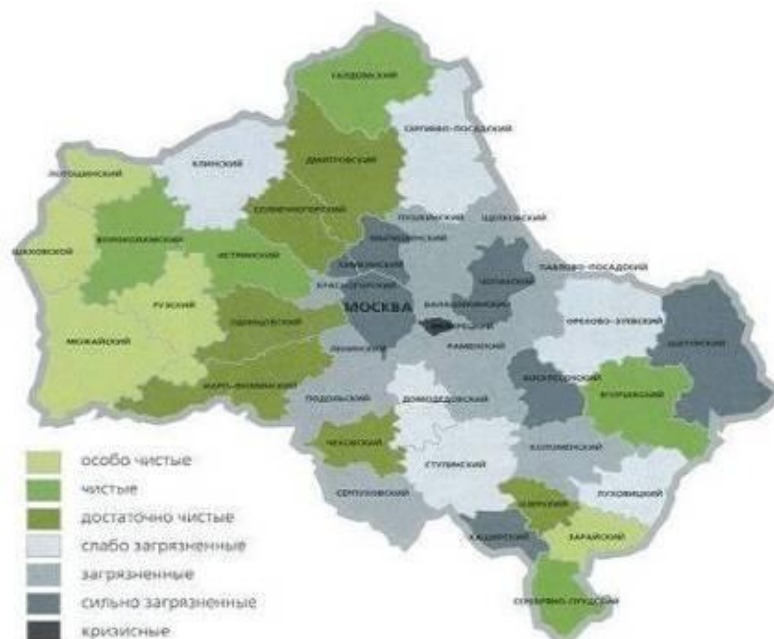 ТАЛДОМСКИЙ
СЕРГИЕВО-ПОСАДСКИЙ
КЛИНСКИЙ
ДМИТРОВСКИЙ
ЛОТОШИНСКИЙ
СОЛНЕЧНОГОРСКИЙ
ПУШКИНСКИЙ
ЩЕЛКОВСКИЙ
ШАХОВСКОЙ
ВОЛОКОЛАМСКИЙ
МЫТИЩИНСКИЙ
ИСТРИНСКИЙ
ХИМКИНСКИЙ
ПАВЛОВО-ПОСАДСКИЙ
НОГИНСКИЙ
КРАСНОГОРСКИЙ
РУЗСКИЙ
МОСКВА
БАЛАШИХИНСКИЙ
ОДИНЦОВСКИЙ
ЛЮБЕРЕЦКИЙ
ОРЕХОВО-ЗУЕВСКИЙ
МОЖАЙСКИЙ
ЛЕНИНСКИЙ
РАМЕНСКИЙ
ШАТУРСКИЙ
НАРО-ФОМИНСКИЙ
ВОСКРЕСЕНСКИЙ
ПОДОЛЬСКИЙ
ДОМОДЕДОВСКИЙ
ЕГОРЬЕВСКИЙ
ЧЕХОВСКИЙ
КОЛОМЕНСКИЙ
СТУПИНСКИЙ
СЕРПУХОВСКИЙ
ЛУХОВИЦКИЙ
ОЗЕРСКИЙ
КАШИРСКИЙ
ЗАРАЙСКИЙ
СЕРЕБРЯНО-ПРУДСКИЙ
особо чистые
чистые
достаточно чистые
слабо загрязненные
загрязненные
сильно загрязненные
кризисные